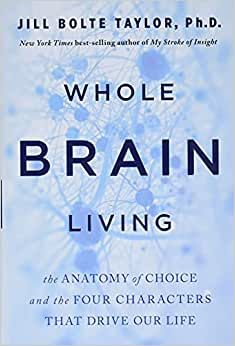 JILL BOLTE TAYLOR, Ph.D.
New York Times best-selling author of My Stroke of Insight
WHOLE
BRAIN
LIVING
the ANATOMY of CHOICE
and the FOUR CHARACTERS
THAT DRIVE OUR LIFE